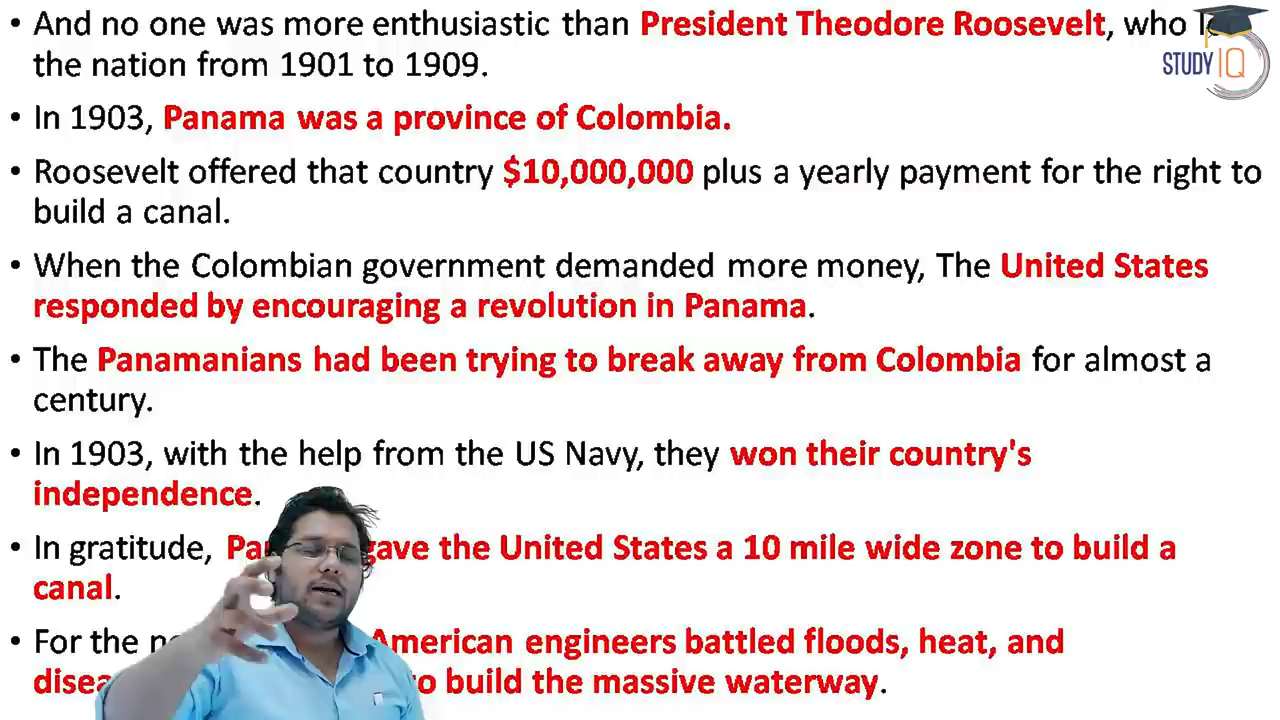 • And no one was more enthusiastic than President Theodore Roosevelt, who
the nation from 1901 to 1909.
STUDY IQ
• In 1903, Panama was a province of Colombia.
• Roosevelt offered that country $10,000,000 plus a yearly payment for the right to
build a canal.
• When the Colombian government demanded more money, The United States
responded by encouraging a revolution in Panama.
• The Panamanians had been trying to break away from Colombia for almost a
century.
• In 1903, with the help from the US Navy, they won their country's
independence.
• In gratitude, gave the United States a 10 mile wide zone to build a
canal.
• For the American engineers battled floods, heat, and
to build the massive waterway.